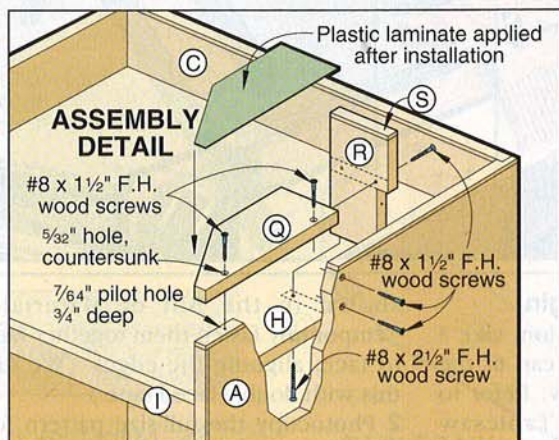 Plastic laminate applied
after installation
C
S
ASSEMBLY
DETAIL
R
#8 x 1½" F.H.
wood screws
Q
5/32" hole,
countersunk
#8 x 1½" F.H.
wood screws
7/64" pilot hole
¾" deep
H
#8 x 2½" F.H.
wood screw
I
A